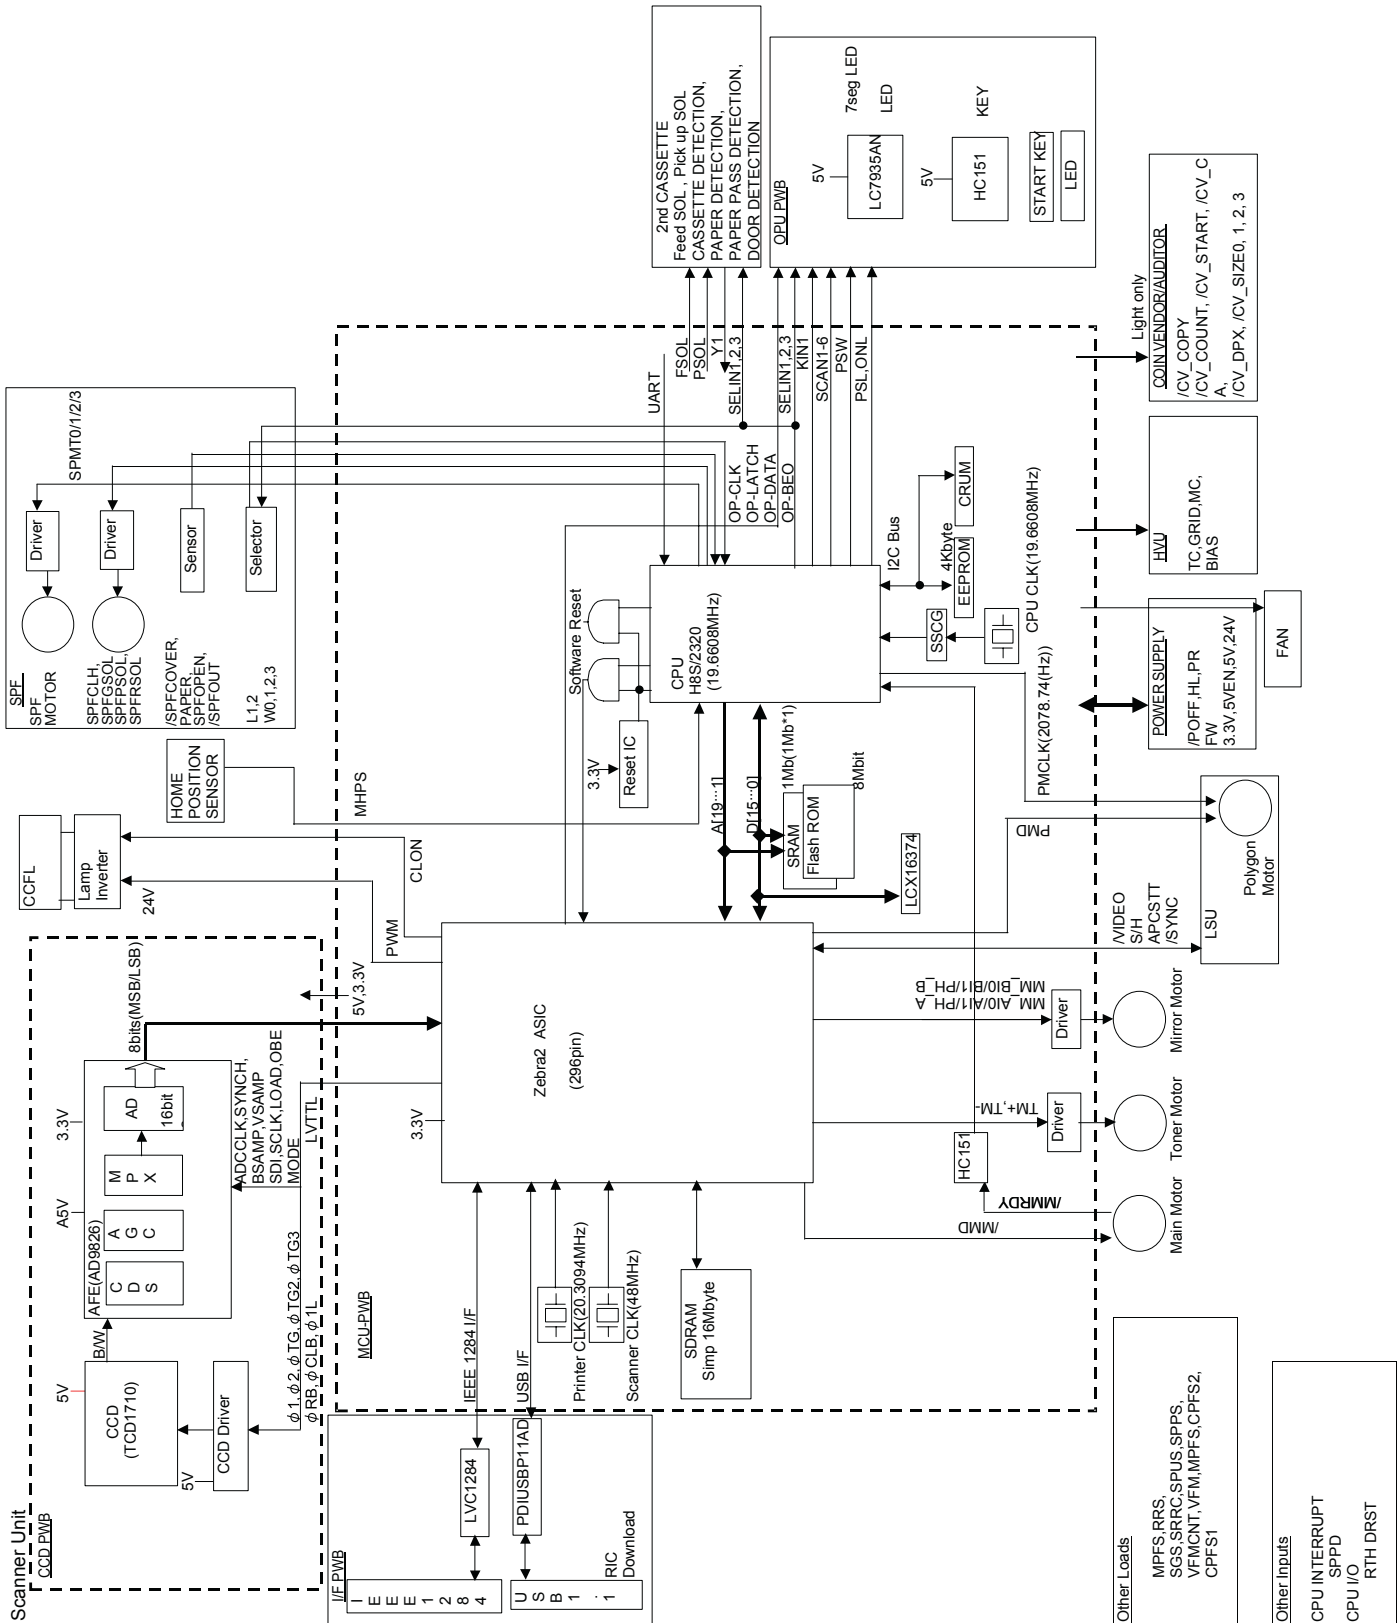 Scanner Unit
CCD PWB
5V
CCD
(TCD1710)
5V
CCD Driver
B/W
AFE(AD9826)
A5V
3.3V
C
D
S
A
G
C
M
P
X
AD
16bit
8bits(MSB/LSB)
φ1,φ2,φTG,φTG2,φTG3
φRB,φCLB,φ1L
ADCCLK,SYNCH,
BSAMP,VSAMP
SDI,SCLK,LOAD,OBE
MODE
LVTTL
5V,3.3V
CCFL
Lamp
Inverter
24V
PWM
CLON
HOME
POSITION
SENSOR
MHPS
SPF
SPF
MOTOR
Driver
SPMT0/1/2/3
SPFCLH,
SPFGSOL
SPFPSOL,
SPFRSOL
Driver
/SPFCOVER,
PAPER,
SPFOPEN,
/SPFOUT
Sensor
L1,2
W0,1,2,3
Selector
I/F PWB
I
E
E
E
1
2
8
4
LVC1284
IEEE 1284 I/F
U
S
B
1
.
1
PDIUSBP11AD
USB I/F
RIC
Download
MCU-PWB
3.3V
Zebra2 ASIC
(296pin)
Printer CLK(20.3094MHz)
Scanner CLK(48MHz)
SDRAM
Simp 16Mbyte
3.3V
Reset IC
Software Reset
CPU
H8S/2320
(19.6608MHz)
A[19···1]
D[15···0]
1Mb(1Mb*1)
SRAM
Flash ROM
8Mbit
LCX16374
UART
OP-CLK
OP-LATCH
OP-DATA
OP-BEO
FSOL
PSOL
Y1
SELIN1,2,3
SELIN1,2,3
KIN1
SCAN1-6
PSW
PSL,ONL
I2C Bus
4Kbyte
EEPROM
CRUM
SSCG
CPU CLK(19.6608MHz)
PMCLK(2078.74(Hz))
PMD
2nd CASSETTE
Feed SOL , Pick up SOL
CASSETTE DETECTION,
PAPER DETECTION,
PAPER PASS DETECTION,
DOOR DETECTION
OPU PWB
5V
LC7935AN
7seg LED
LED
5V
HC151
KEY
START KEY
LED
HC151
/MMD
/MMRDY
Main Motor
TM+,TM-
Driver
Toner Motor
MM_AI0/AI1/PH_A
MM_BI0/BI1/PH_B
Driver
Mirror Motor
/VIDEO
S/H
APCSTT
/SYNC
LSU
Polygon
Motor
POWER SUPPLY
/POFF,HL,PR
FW
3.3V,5VEN,5V,24V
FAN
HVU
TC,GRID,MC,
BIAS
Light only
COIN VENDOR/AUDITOR
/CV_COPY
/CV_COUNT, /CV_START, /CV_C
A,
/CV_DPX, /CV_SIZE0, 1, 2, 3
Other Loads
MPFS,RRS,
SGS,SRRC,SPUS,SPPS,
VFMCNT,VFM,MPFS,CPFS2,
CPFS1
Other Inputs
CPU INTERRUPT
SPPD
CPU I/O
RTH DRST